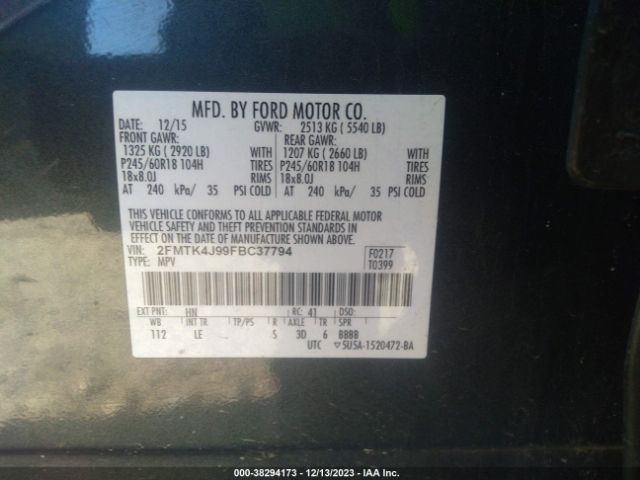 MFD. BY FORD MOTOR CO.
DATE: 12/15 GVWR: 2513 KG ( 5540 LB)
FRONT GAWR: REAR GAWR:
1325 KG ( 2920 LB) WITH 1207 KG ( 2660 LB) WITH
P245/60R18 104H TIRES P245/60R18 104H TIRES
18x8.0J RIMS 18x8.0J RIMS
AT 240 kPa/ 35 PSI COLD AT 240 kPa/ 35 PSI COLD
THIS VEHICLE CONFORMS TO ALL APPLICABLE FEDERAL MOTOR
VEHICLE SAFETY AND THEFT PREVENTION STANDARDS IN
EFFECT ON THE DATE OF MANUFACTURE SHOWN ABOVE.
VIN: 2FMTK4J99FBC37794 F0217
TYPE: MPV T0399
EXT PNT: HN RC: 41 DSO:
WB INT TR TP/PS R AXLE TR SPR
112 LE S 3D 6 BBBB
UTC ▽5USA-1520472-BA
000-38294173 - 12/13/2023 - IAA Inc.